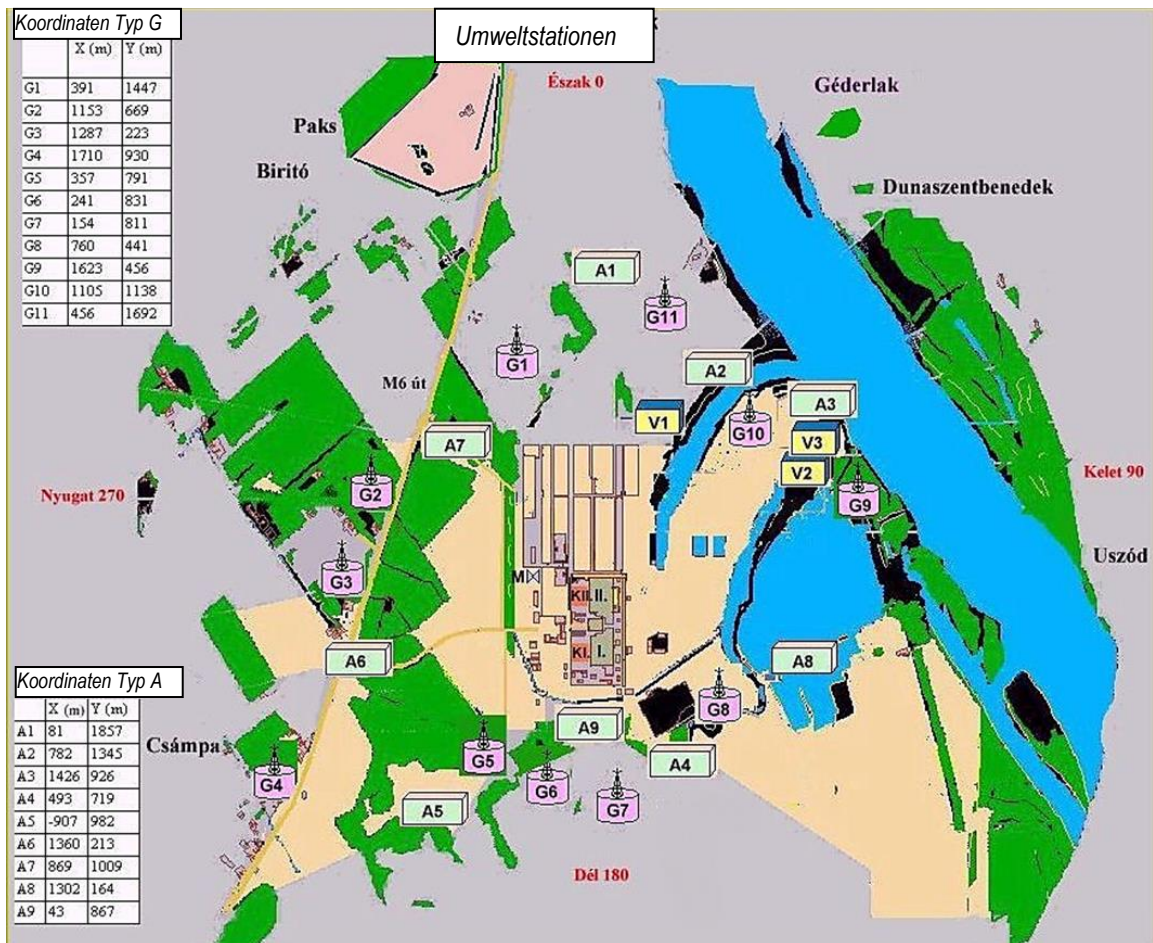 Koordinaten Typ G
X (m) Y (m)
G1 391 1447
G2 1153 669
G3 1287 223
G4 1710 930
G5 357 791
G6 241 831
G7 154 811
G8 760 441
G9 1623 456
G10 1105 1138
G11 456 1692
Umweltstationen
Észak 0
Géderlak
Paks
Biritó
Dunaszentbenedek
A1
G11
G1
M6 út
A2
A3
V1
G10
V3
A7
V2
Nyugat 270
G2
G9
Kelet 90
Uszód
G3
M
KII.
II.
KI.
I.
A6
A8
Koordinaten Typ A
X (m) Y (m)
A1 81 1857
A2 782 1345
A3 1426 926
A4 493 719
A5 -907 982
A6 1360 213
A7 869 1009
A8 1302 164
A9 43 867
Csámpa
G8
A9
G5
A4
G4
G6
A5
G7
Dél 180